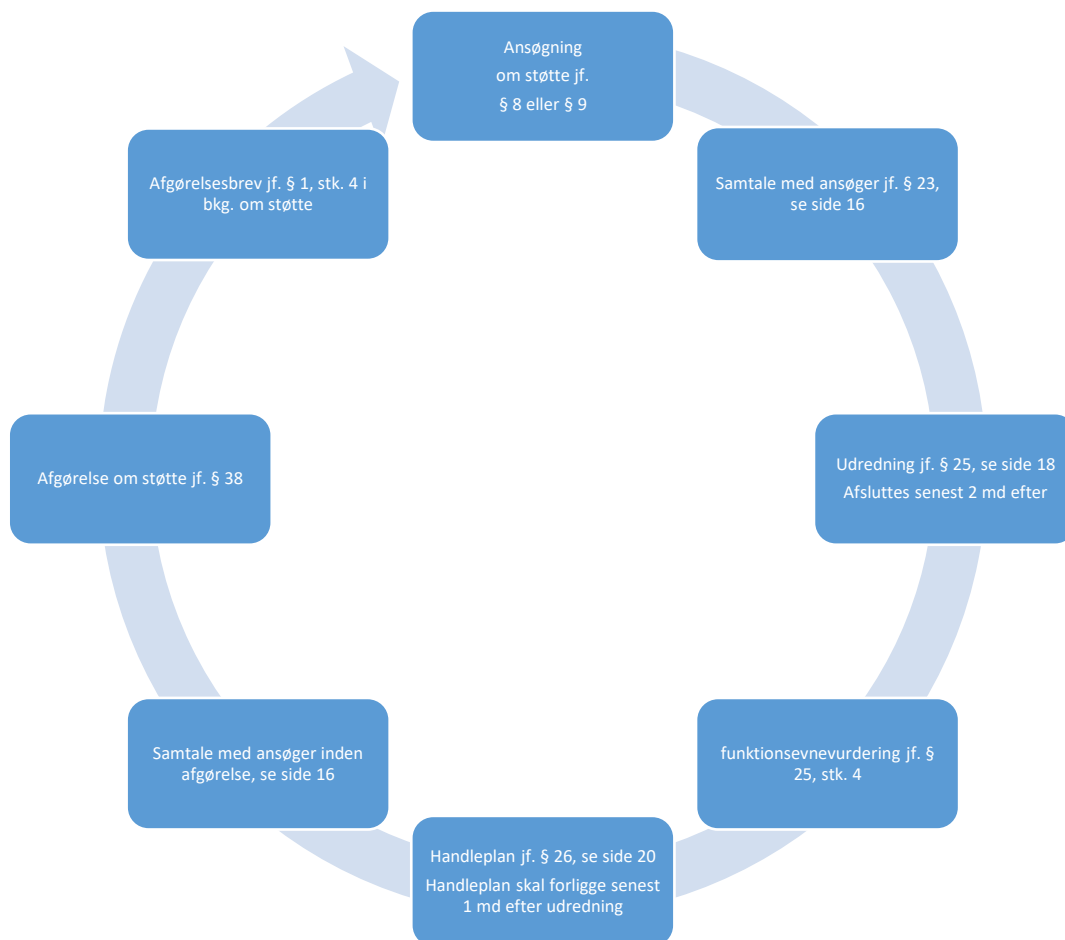 Ansøgning
om støtte jf.
§ 8 eller § 9
Samtale med ansøger jf. § 23,
se side 16
Udredning jf. § 25, se side 18
Afsluttes senest 2 md efter
funktionsevnevurdering jf. §
25, stk. 4
Handleplan jf. § 26, se side 20
Handleplan skal forligge senest
1 md efter udredning
Samtale med ansøger inden
afgørelse, se side 16
Afgørelse om støtte jf. § 38
Afgørelsesbrev jf. § 1, stk. 4 i
bkg. om støtte